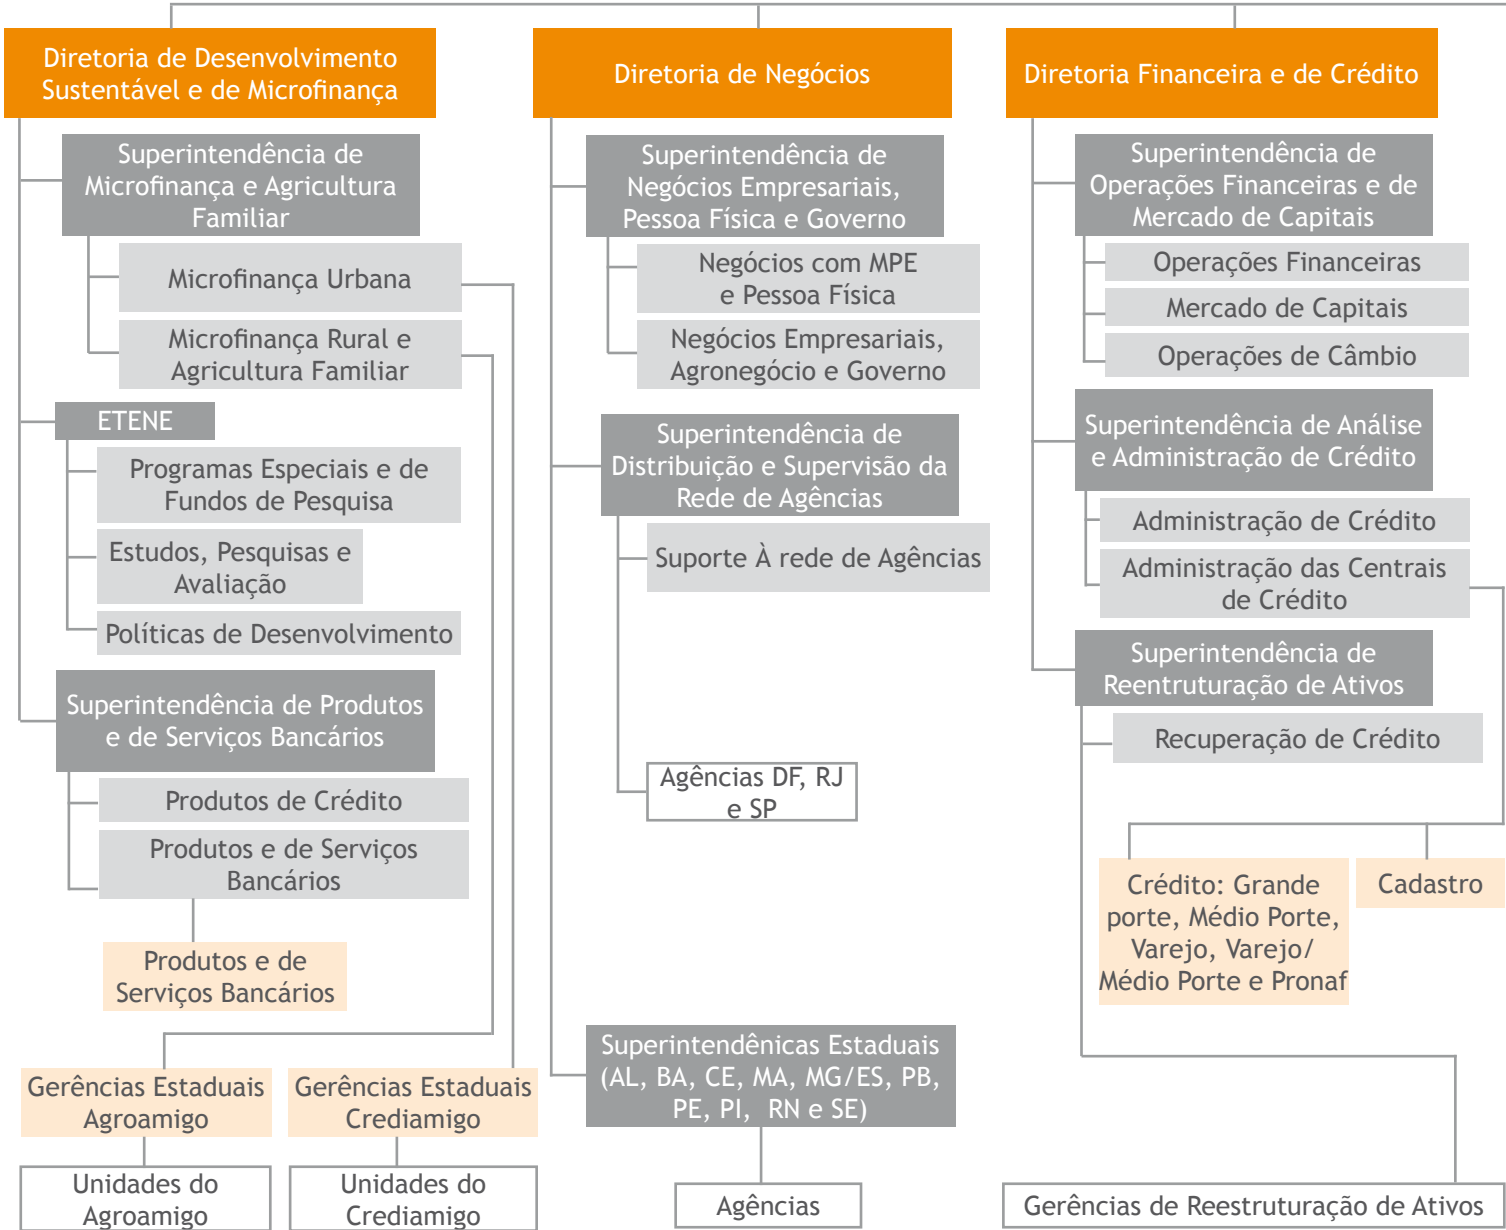 Diretoria de Desenvolvimento
Sustentável e de Microfinança
Superintendência de
Microfinança e Agricultura
Familiar
Microfinança Urbana
Microfinança Rural e
Agricultura Familiar
ETENE
Programas Especiais e de
Fundos de Pesquisa
Estudos, Pesquisas e
Avaliação
Políticas de Desenvolvimento
Superintendência de Produtos
e de Serviços Bancários
Produtos de Crédito
Produtos e de Serviços
Bancários
Produtos e de
Serviços Bancários
Gerências Estaduais
Agroamigo
Unidades do
Agroamigo
Gerências Estaduais
Crediamigo
Unidades do
Crediamigo
Diretoria de Negócios
Superintendência de
Negócios Empresariais,
Pessoa Física e Governo
Negócios com MPE
e Pessoa Física
Negócios Empresariais,
Agronegócio e Governo
Superintendência de
Distribuição e Supervisão da
Rede de Agências
Suporte À rede de Agências
Agências DF, RJ
e SP
Superintendênicas Estaduais
(AL, BA, CE, MA, MG/ES, PB,
PE, PI, RN e SE)
Agências
Diretoria Financeira e de Crédito
Superintendência de
Operações Financeiras e de
Mercado de Capitais
Operações Financeiras
Mercado de Capitais
Operações de Câmbio
Superintendência de Análise
e Administração de Crédito
Administração de Crédito
Administração das Centrais
de Crédito
Superintendência de
Reentruturação de Ativos
Recuperação de Crédito
Crédito: Grande
porte, Médio Porte,
Varejo, Varejo/
Médio Porte e Pronaf
Cadastro
Gerências de Reestruturação de Ativos